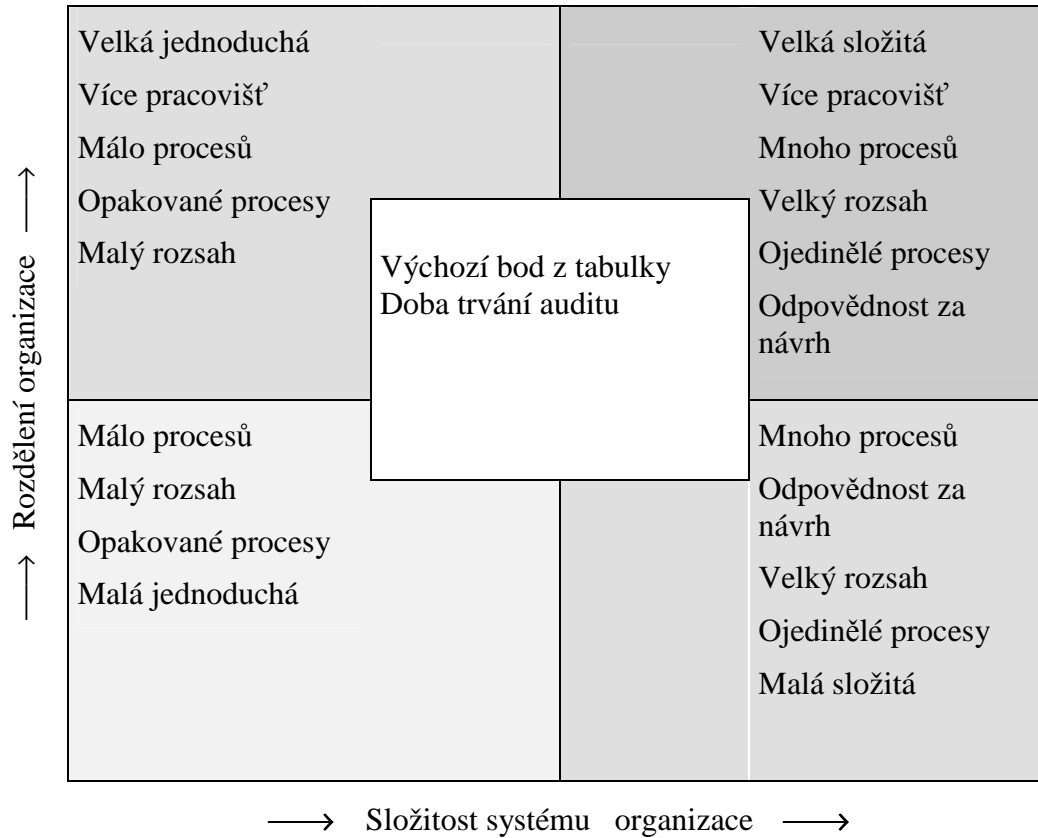 Velká jednoduchá
Více pracovišť
Málo procesů
Opakované procesy
Malý rozsah
Velká složitá
Více pracovišť
Mnoho procesů
Velký rozsah
Ojedinělé procesy
Odpovědnost za
návrh
Výchozí bod z tabulky
Doba trvání auditu
Málo procesů
Malý rozsah
Opakované procesy
Malá jednoduchá
Mnoho procesů
Odpovědnost za
návrh
Velký rozsah
Ojedinělé procesy
Malá složitá
Rozdělení organizace
Složitost systému organizace